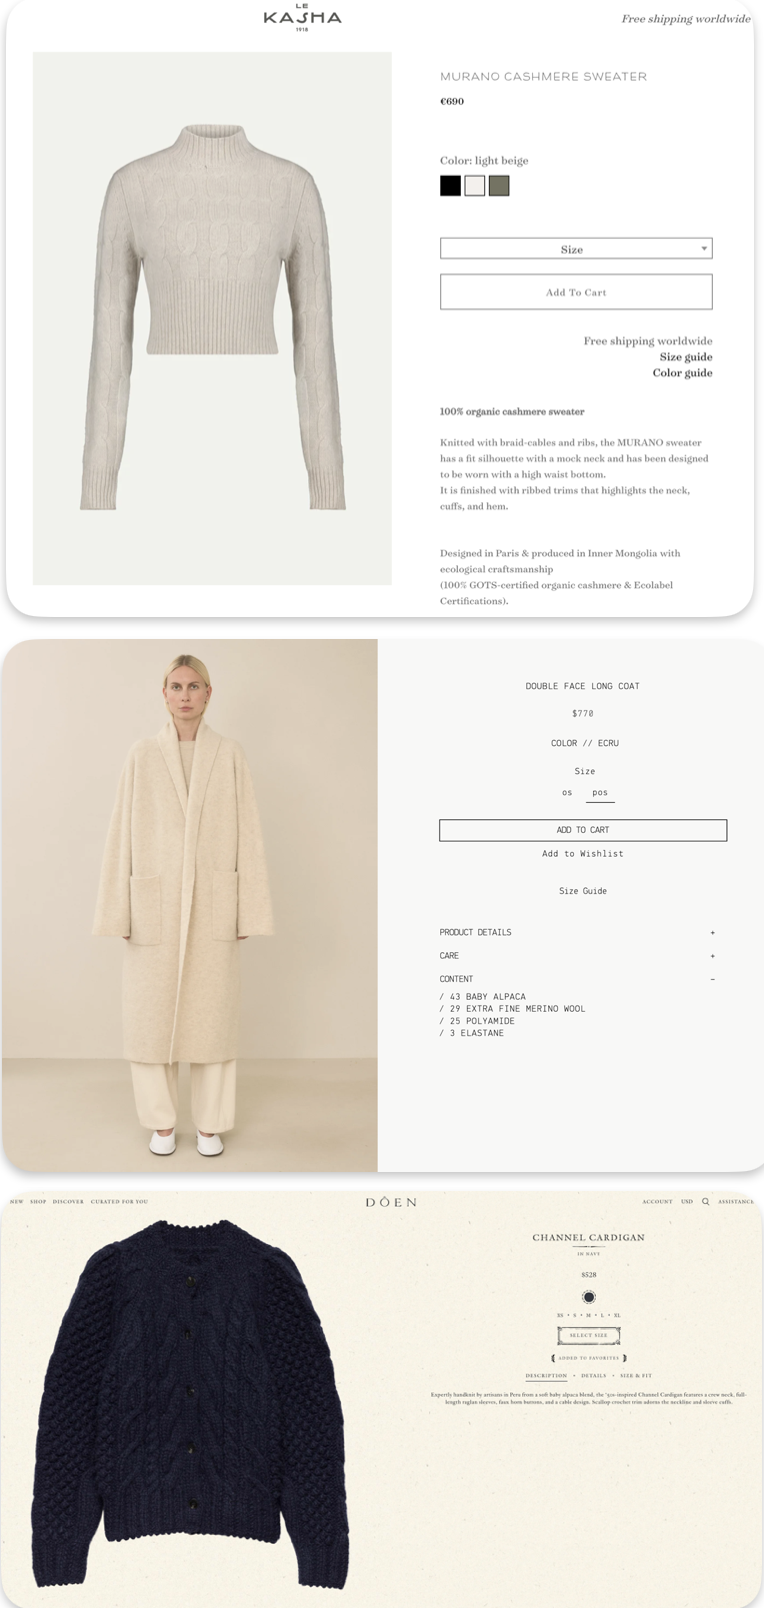 LE
KASHA
1918
Free shipping worldwide
MURANO CASHMERE SWEATER
€690
Color: light beige
Size
Add To Cart
Free shipping worldwide
Size guide
Color guide
100% organic cashmere sweater
Knitted with braid-cables and ribs, the MURANO sweater
has a fit silhouette with a mock neck and has been designed
to be worn with a high waist bottom.
It is finished with ribbed trims that highlights the neck,
cuffs, and hem.
Designed in Paris & produced in Inner Mongolia with
ecological craftsmanship
(100% GOTS-certified organic cashmere & Ecolabel
Certifications).
DOUBLE FACE LONG COAT
$770
COLOR // ECRU
Size
os pos
ADD TO CART
Add to Wishlist
Size Guide
PRODUCT DETAILS +
CARE +
CONTENT –
/ 43 BABY ALPACA
/ 29 EXTRA FINE MERINO WOOL
/ 25 POLYAMIDE
/ 3 ELASTANE
NEW SHOP DISCOVER CURATED FOR YOU
DÔEN
ACCOUNT USD ASSISTANCE
CHANNEL CARDIGAN
IN NAVY
$528
XS • S • M • L • XL
SELECT SIZE
ADDED TO FAVORITES
DESCRIPTION • DETAILS • SIZE & FIT
Expertly handknit by artisans in Peru from a soft baby alpaca blend, the '50s-inspired Channel Cardigan features a crew neck, full-
length raglan sleeves, faux horn buttons, and a cable design. Scallop crochet trim adorns the neckline and sleeve cuffs.